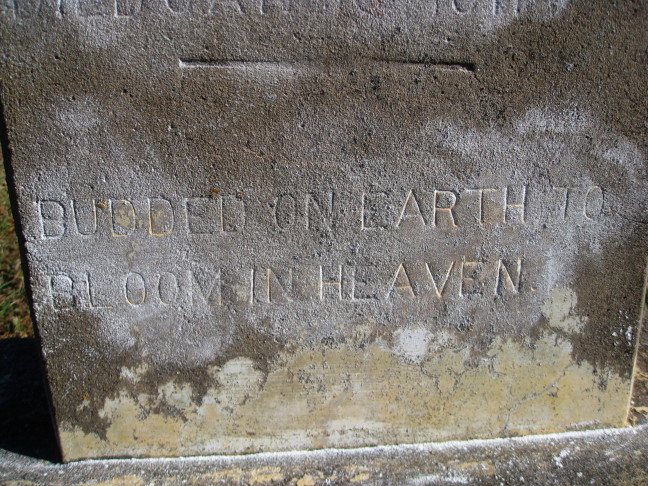 BUDDED ON EARTH TO
BLOOM IN HEAVEN.